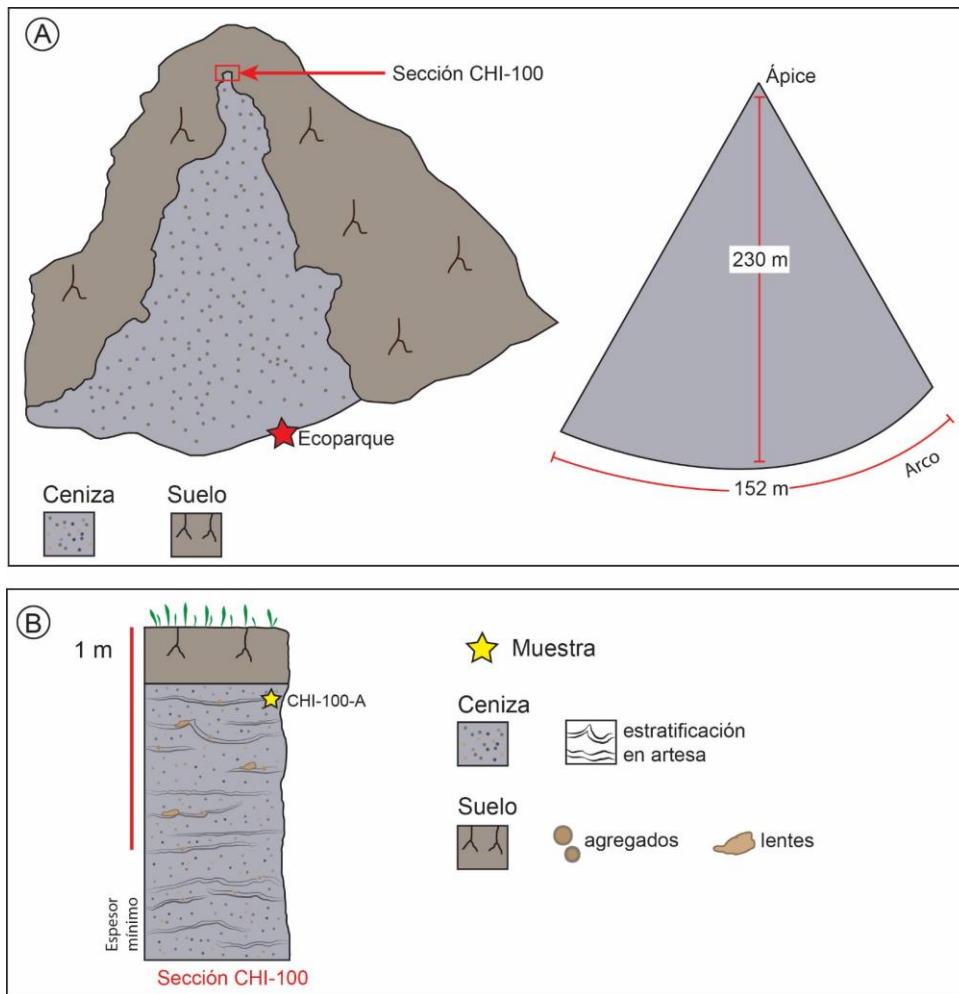 A
Sección CHI-100
Ápice
230 m
152 m
Arco
Ecoparque
Ceniza
Suelo
B
1 m
CHI-100-A
Espesor
mínimo
Sección CHI-100
Muestra
Ceniza
estratificación
en artesa
Suelo
agregados
lentes